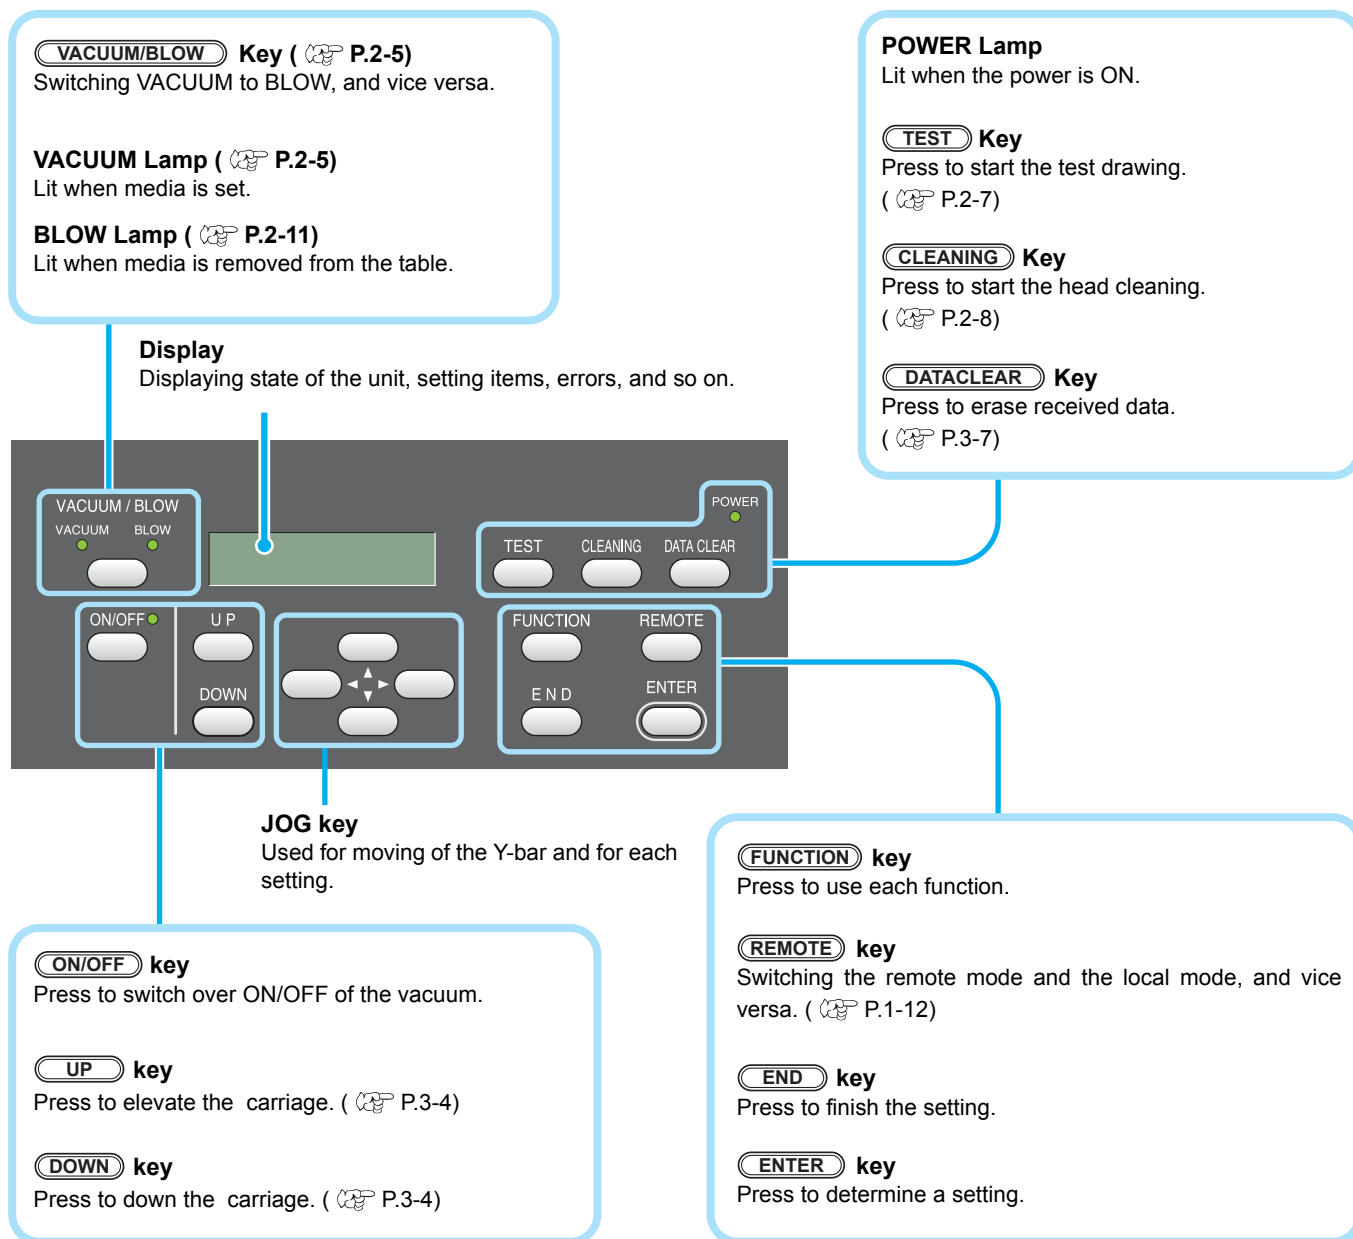 VACUUM/BLOW Key ( P.2-5)
Switching VACUUM to BLOW, and vice versa.
VACUUM Lamp ( P.2-5)
Lit when media is set.
BLOW Lamp ( P.2-11)
Lit when media is removed from the table.
POWER Lamp
Lit when the power is ON.
TEST Key
Press to start the test drawing.
( P.2-7)
CLEANING Key
Press to start the head cleaning.
( P.2-8)
DATACLEAR Key
Press to erase received data.
( P.3-7)
Display
Displaying state of the unit, setting items, errors, and so on.
VACUUM / BLOW
VACUUM BLOW
POWER
TEST CLEANING DATA CLEAR
ON/OFF U P
DOWN
FUNCTION REMOTE
E N D ENTER
JOG key
Used for moving of the Y-bar and for each
setting.
ON/OFF key
Press to switch over ON/OFF of the vacuum.
UP key
Press to elevate the carriage. ( P.3-4)
DOWN key
Press to down the carriage. ( P.3-4)
FUNCTION key
Press to use each function.
REMOTE key
Switching the remote mode and the local mode, and vice
versa. ( P.1-12)
END key
Press to finish the setting.
ENTER key
Press to determine a setting.